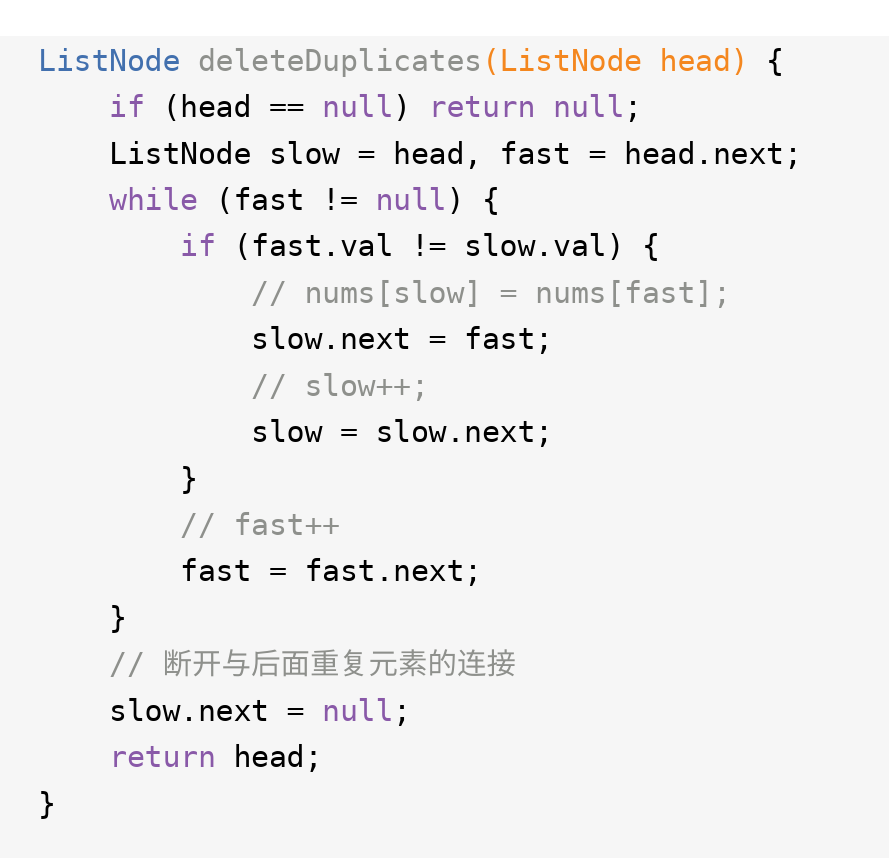 ListNode deleteDuplicates(ListNode head) {
    if (head == null) return null;
    ListNode slow = head, fast = head.next;
    while (fast != null) {
        if (fast.val != slow.val) {
            // nums[slow] = nums[fast];
            slow.next = fast;
            // slow++;
            slow = slow.next;
        }
        // fast++
        fast = fast.next;
    }
    // 断开与后面重复元素的连接
    slow.next = null;
    return head;
}